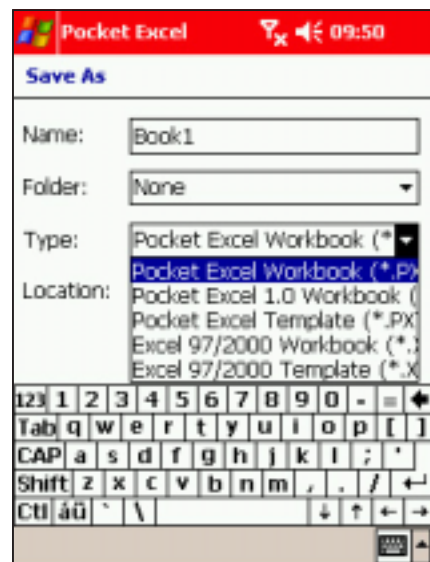 Pocket Excel 09:50
Save As
Name: Book1
Folder: None
Type: Pocket Excel Workbook (*
Pocket Excel Workbook (*.PX
Location: Pocket Excel 1.0 Workbook (
Pocket Excel Template (*.PX
Excel 97/2000 Workbook (*.X
Excel 97/2000 Template (*.X
123 1 2 3 4 5 6 7 8 9 0 - =
Tab q w e r t y u i o p [ ]
CAP a s d f g h j k l ; '
Shift z x c v b n m , . /
Ctl áü ` \